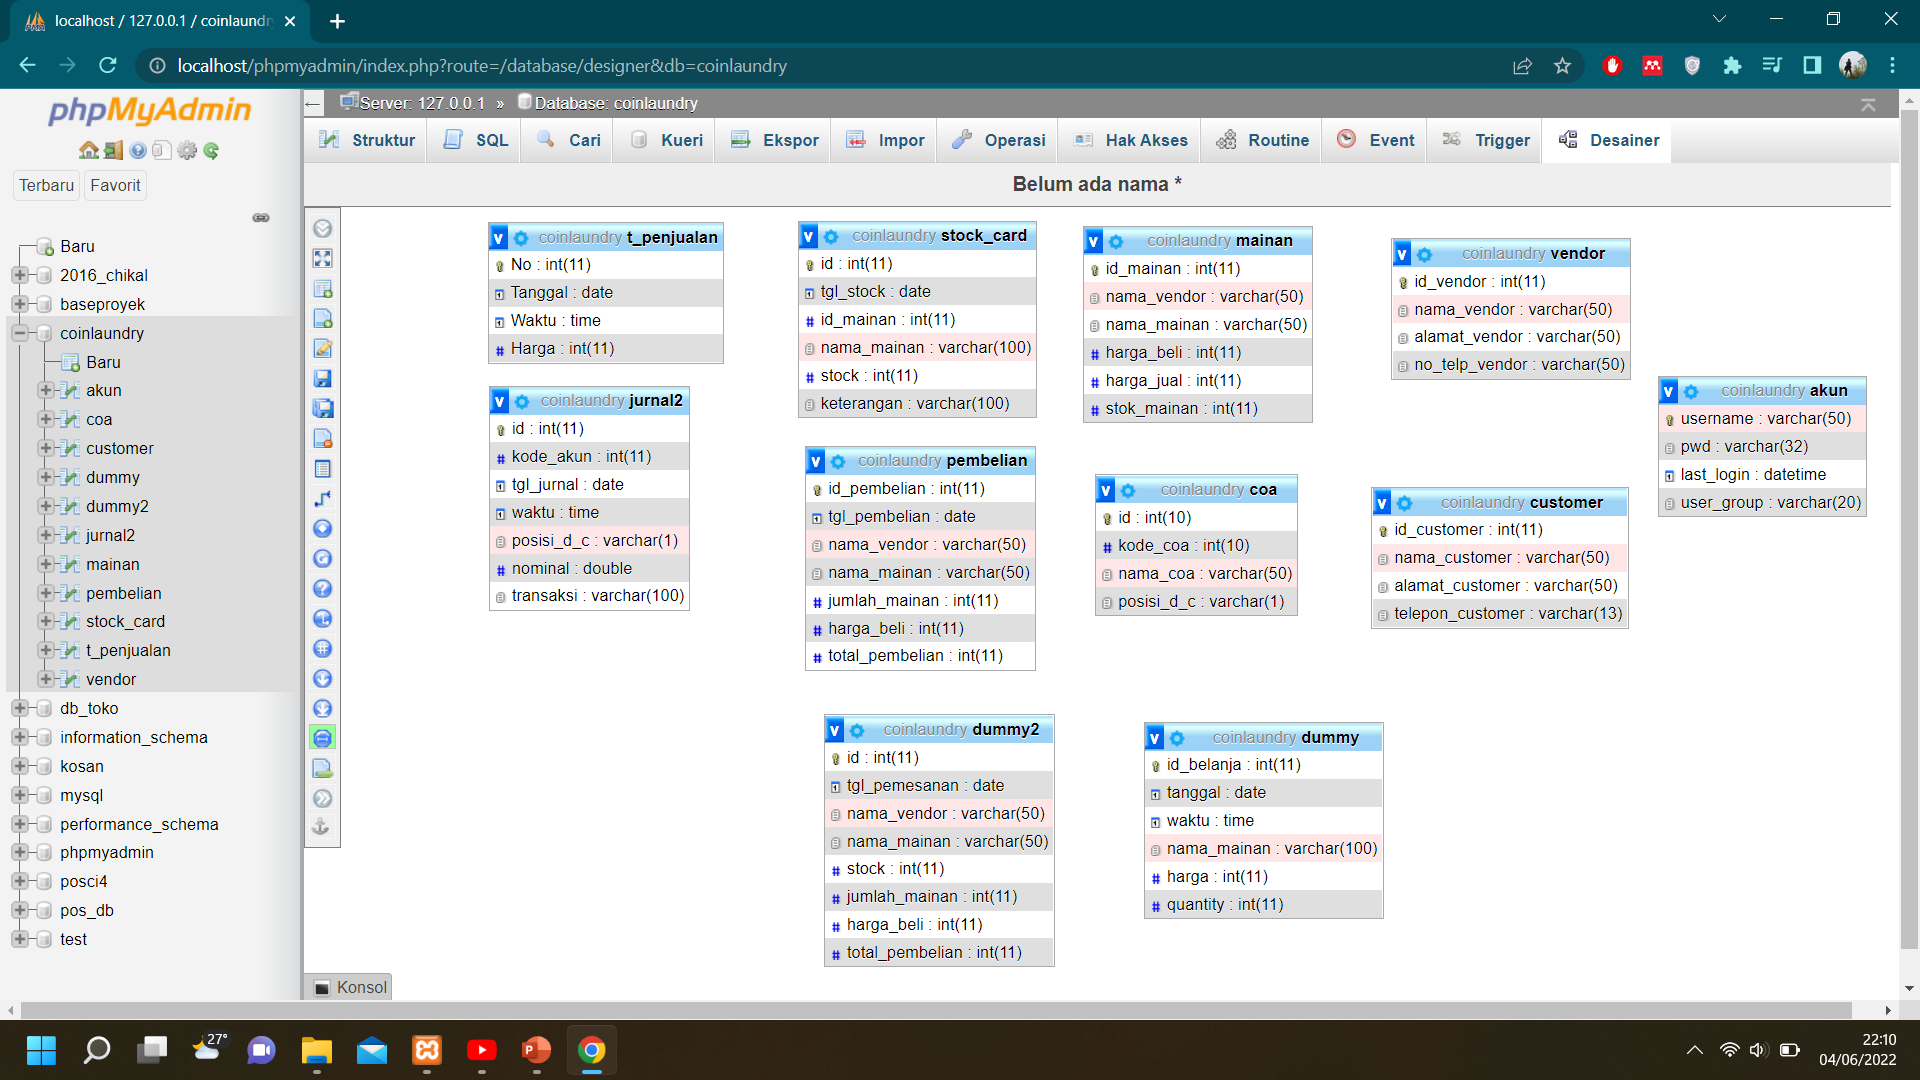 localhost / 127.0.0.1 / coinlaundry
localhost/phpmyadmin/index.php?route=/database/designer&db=coinlaundry
phpMyAdmin
Terbaru
Favorit
Baru
2016_chikal
baseproyek
coinlaundry
Baru
akun
coa
customer
dummy
dummy2
jurnal2
mainan
pembelian
stock_card
t_penjualan
vendor
db_toko
information_schema
kosan
mysql
performance_schema
phpmyadmin
posci4
pos_db
test
Server: 127.0.0.1 » Database: coinlaundry
Struktur SQL Cari Kueri Ekspor Impor Operasi Hak Akses Routine Event Trigger Desainer
Belum ada nama *
coinlaundry t_penjualan
No : int(11)
Tanggal : date
Waktu : time
Harga : int(11)
coinlaundry jurnal2
id : int(11)
kode_akun : int(11)
tgl_jurnal : date
waktu : time
posisi_d_c : varchar(1)
nominal : double
transaksi : varchar(100)
coinlaundry stock_card
id : int(11)
tgl_stock : date
id_mainan : int(11)
nama_mainan : varchar(100)
stock : int(11)
keterangan : varchar(100)
coinlaundry pembelian
id_pembelian : int(11)
tgl_pembelian : date
nama_vendor : varchar(50)
nama_mainan : varchar(50)
jumlah_mainan : int(11)
harga_beli : int(11)
total_pembelian : int(11)
coinlaundry dummy2
id : int(11)
tgl_pemesanan : date
nama_vendor : varchar(50)
nama_mainan : varchar(50)
stock : int(11)
jumlah_mainan : int(11)
harga_beli : int(11)
total_pembelian : int(11)
coinlaundry mainan
id_mainan : int(11)
nama_vendor : varchar(50)
nama_mainan : varchar(50)
harga_beli : int(11)
harga_jual : int(11)
stok_mainan : int(11)
coinlaundry coa
id : int(10)
kode_coa : int(10)
nama_coa : varchar(50)
posisi_d_c : varchar(1)
coinlaundry dummy
id_belanja : int(11)
tanggal : date
waktu : time
nama_mainan : varchar(100)
harga : int(11)
quantity : int(11)
coinlaundry vendor
id_vendor : int(11)
nama_vendor : varchar(50)
alamat_vendor : varchar(50)
no_telp_vendor : varchar(50)
coinlaundry customer
id_customer : int(11)
nama_customer : varchar(50)
alamat_customer : varchar(50)
telepon_customer : varchar(13)
coinlaundry akun
username : varchar(50)
pwd : varchar(32)
last_login : datetime
user_group : varchar(20)
Konsol
27°
22:10
04/06/2022